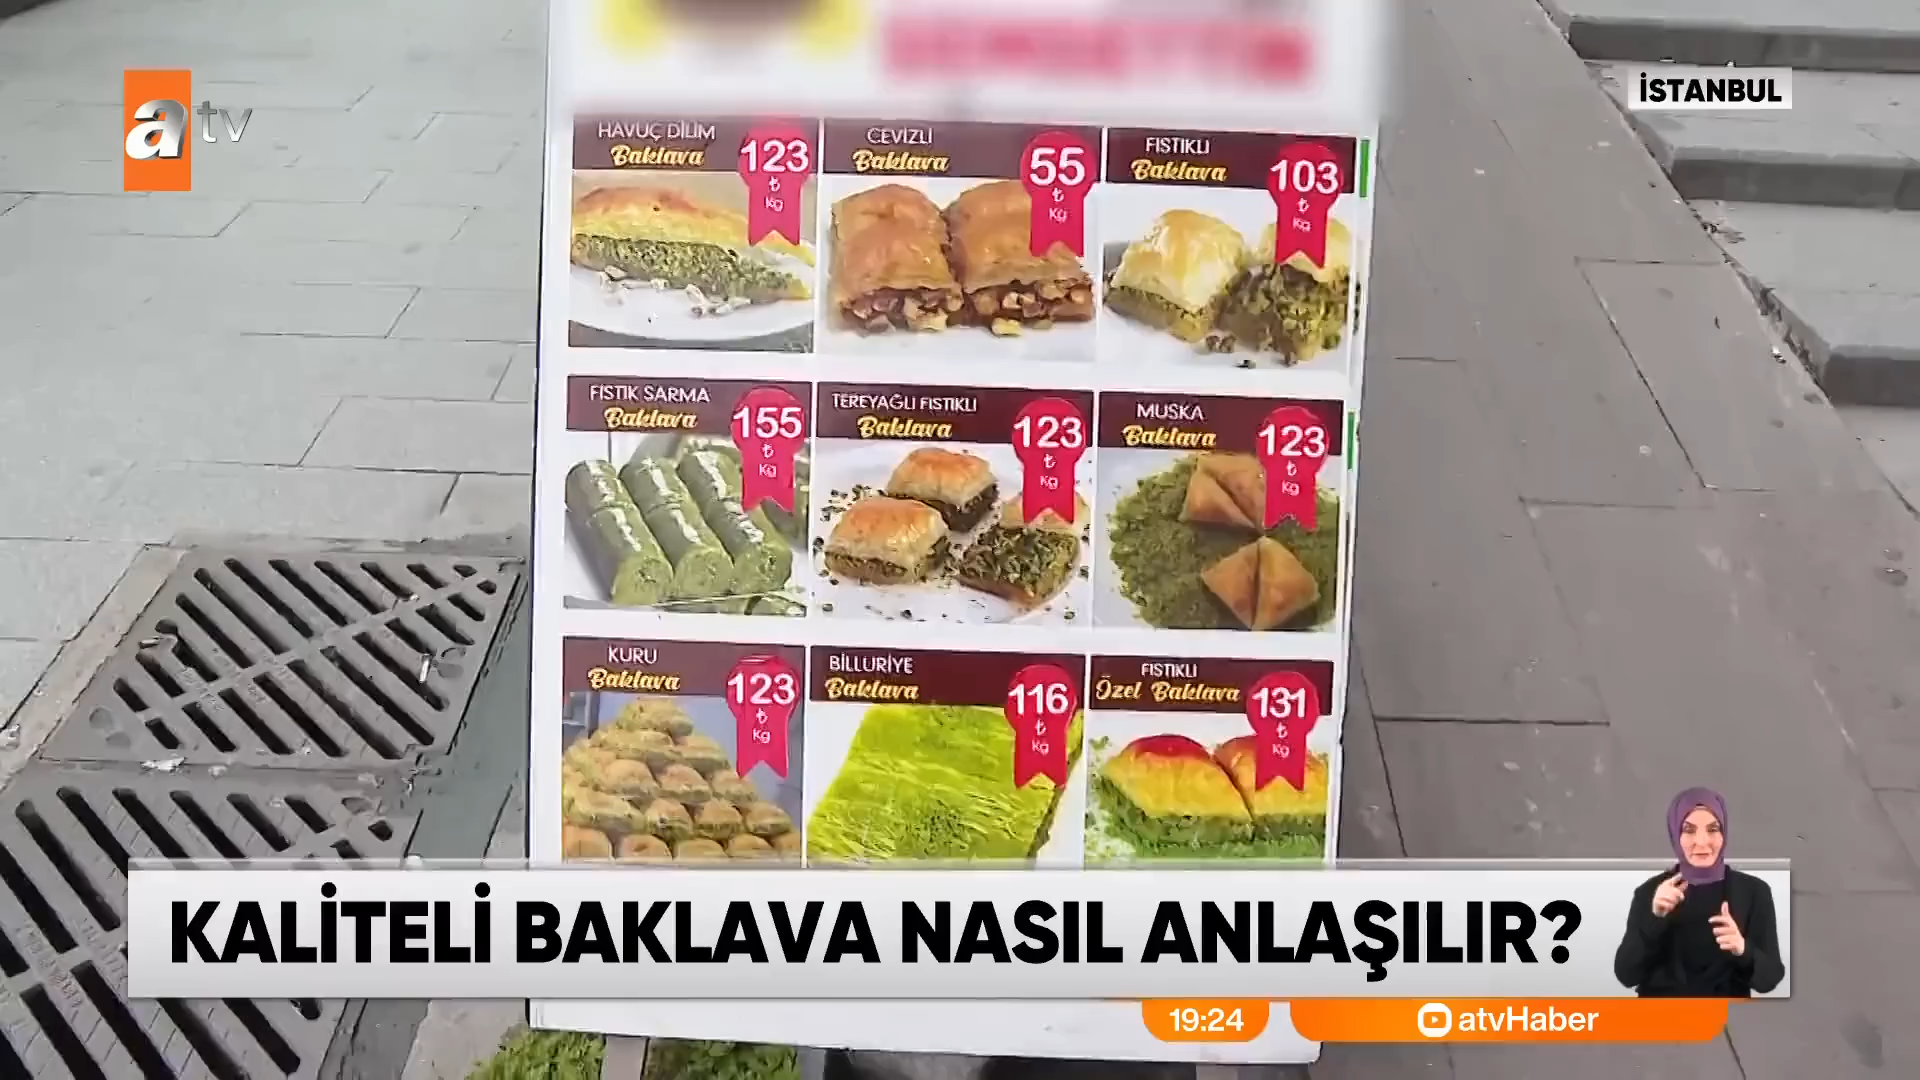 atv
İSTANBUL
HAVUÇ DİLİM
Baklava
123
₺
Kg
CEVİZLİ
Baklava
55
₺
Kg
FISTIKLI
Baklava
103
₺
Kg
FISTIK SARMA
Baklava
155
₺
Kg
TEREYAĞLI FISTIKLI
Baklava
123
₺
Kg
MUSKA
Baklava
123
₺
Kg
KURU
Baklava
123
₺
Kg
BİLLURİYE
Baklava
116
₺
Kg
FISTIKLI
Özel Baklava
131
₺
Kg
KALİTELİ BAKLAVA NASIL ANLAŞILIR?
19:24
atvHaber